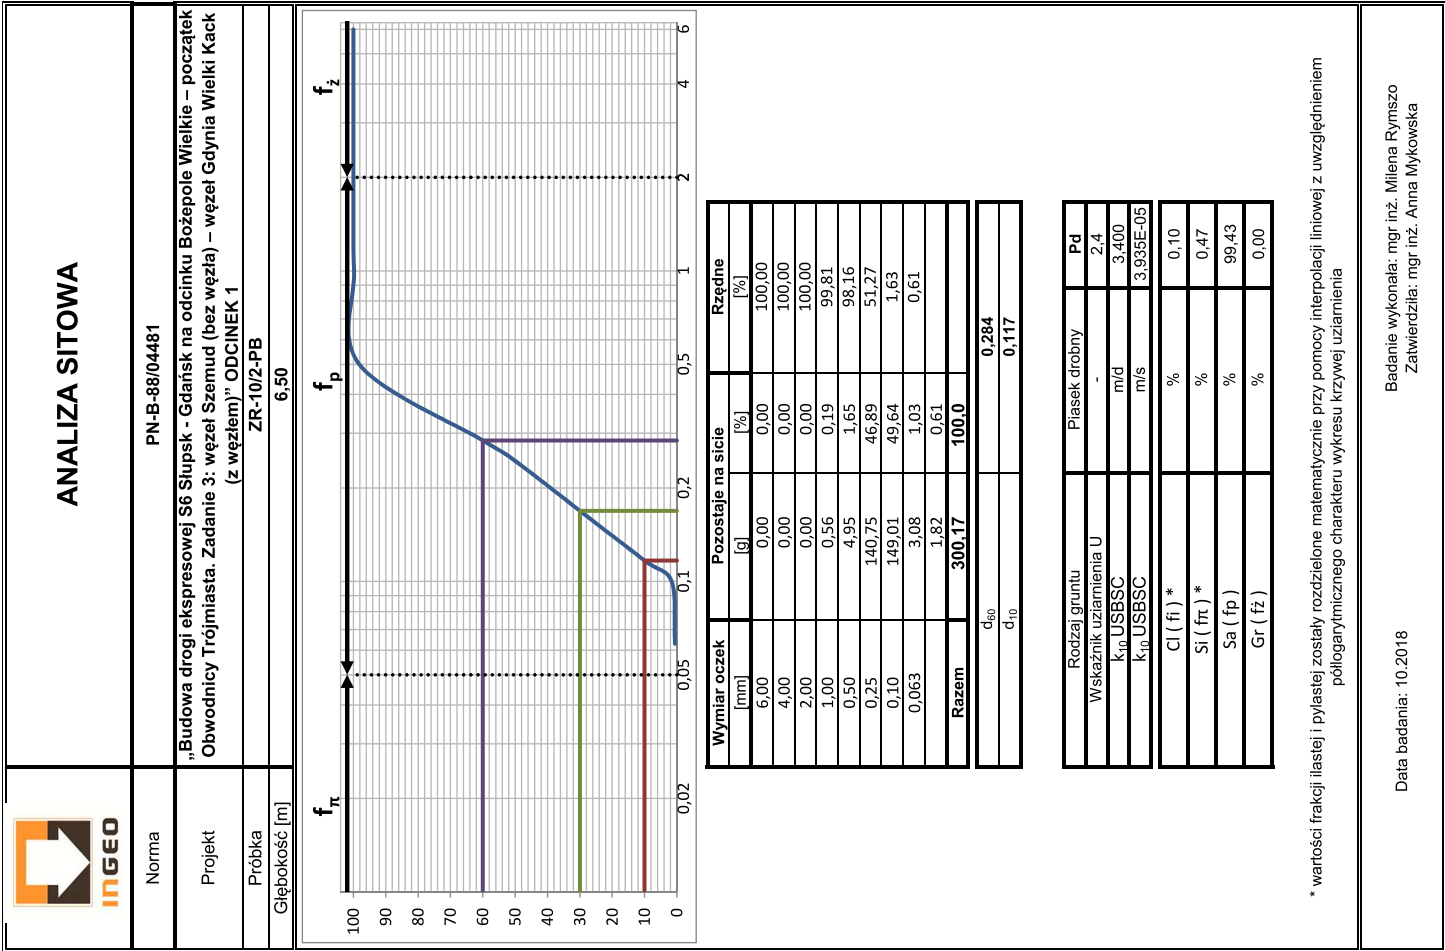 INGEO
ANALIZA SITOWA
Norma PN-B-88/04481
Projekt „Budowa drogi ekspresowej S6 Słupsk - Gdańsk na odcinku Bożepole Wielkie – początek
Obwodnicy Trójmiasta. Zadanie 3: węzeł Szemud (bez węzła) – węzeł Gdynia Wielki Kack
(z węzłem)” ODCINEK 1
Próbka ZR-10/2-PB
Głębokość [m] 6,50
fπ fp fż
100
90
80
70
60
50
40
30
20
10
0
0,02 0,05 0,1 0,2 0,5 1 2 4 6
Wymiar oczek Pozostaje na sicie Rzędne
[mm] [g] [%] [%]
6,00 0,00 0,00 100,00
4,00 0,00 0,00 100,00
2,00 0,00 0,00 100,00
1,00 0,56 0,19 99,81
0,50 4,95 1,65 98,16
0,25 140,75 46,89 51,27
0,10 149,01 49,64 1,63
0,063 3,08 1,03 0,61
1,82 0,61
Razem 300,17 100,0
d60 0,284
d10 0,117
Rodzaj gruntu Piasek drobny Pd
Wskaźnik uziarnienia U - 2,4
k10 USBSC m/d 3,400
k10 USBSC m/s 3,935E-05
Cl ( fi ) * % 0,10
Si ( fπ ) * % 0,47
Sa ( fp ) % 99,43
Gr ( fż ) % 0,00
* wartości frakcji ilastej i pylastej zostały rozdzielone matematycznie przy pomocy interpolacji liniowej z uwzględnieniem
półlogarytmicznego charakteru wykresu krzywej uziarnienia
Data badania: 10.2018
Badanie wykonała: mgr inż. Milena Rymszo
Zatwierdziła: mgr inż. Anna Mykowska